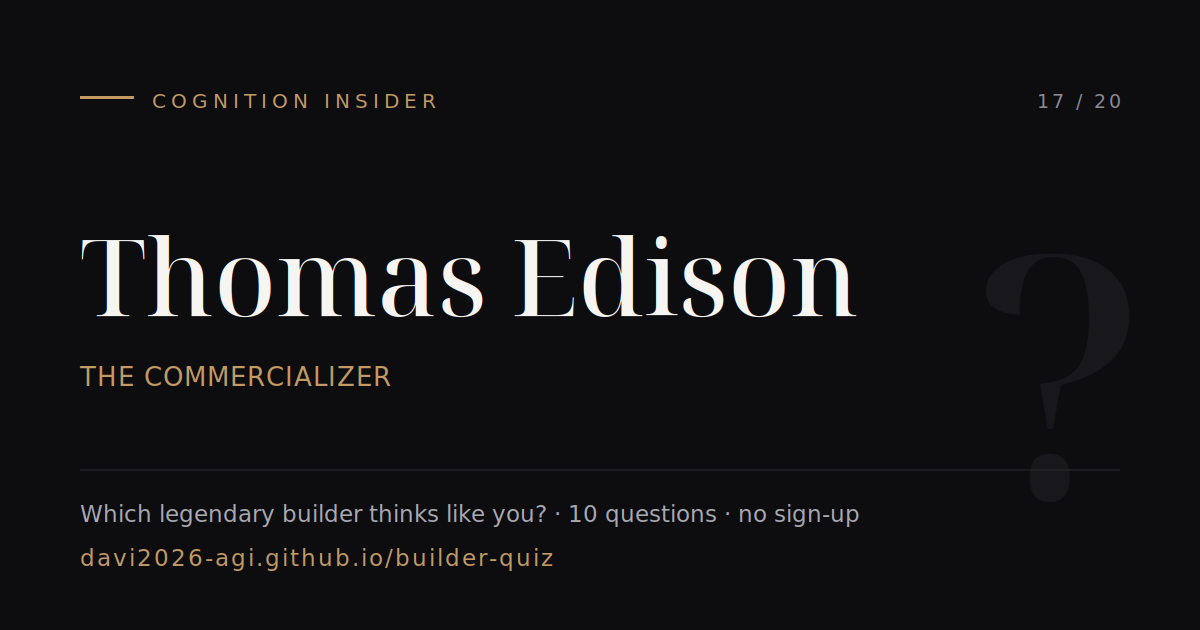 COGNITION INSIDER
17 / 20
Thomas Edison
THE COMMERCIALIZER
?
Which legendary builder thinks like you? · 10 questions · no sign-up
davi2026-agi.github.io/builder-quiz